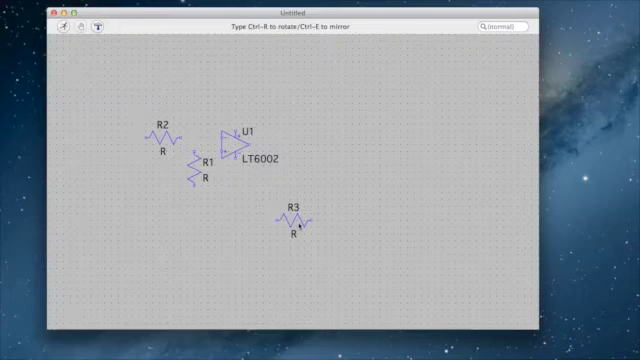 Untitled
Type Ctrl-R to rotate/Ctrl-E to mirror
(normal)
R2
R
U1
LT6002
R1
R
R3
R